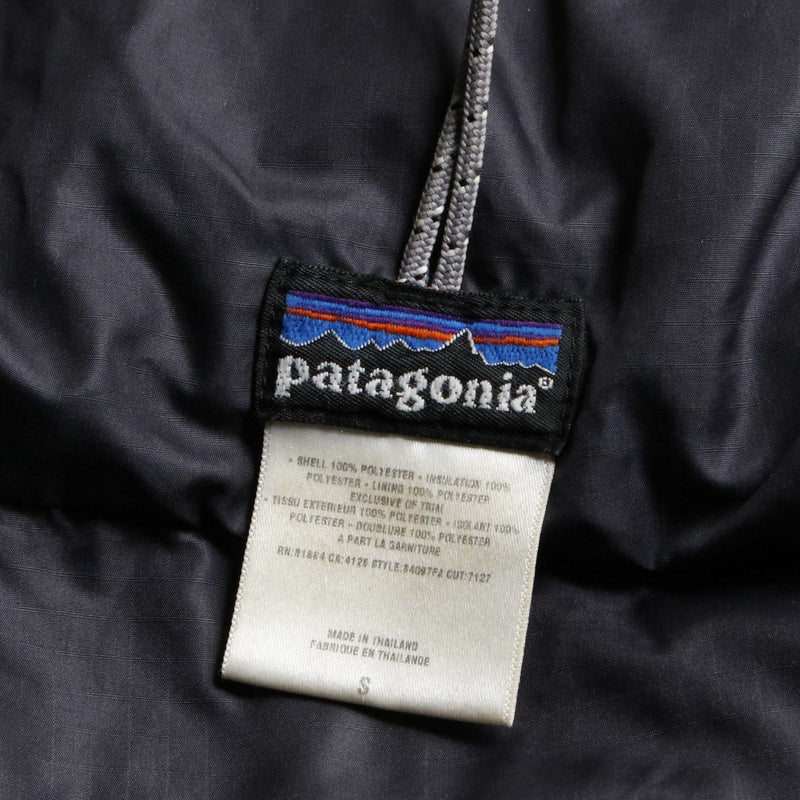 patagonia®
• SHELL 100% POLYESTER • INSULATION 100%
POLYESTER • LINING 100% POLYESTER
EXCLUSIVE OF TRIM
• TISSU EXTERIEUR 100% POLYESTER • ISOLANT 100%
POLYESTER • DOUBLURE 100% POLYESTER
A PART LA GARNITURE
RN:51884 CA:4125 STYLE:84097FA CUT:7127
MADE IN THAILAND
FABRIQUE EN THAILANDE
S